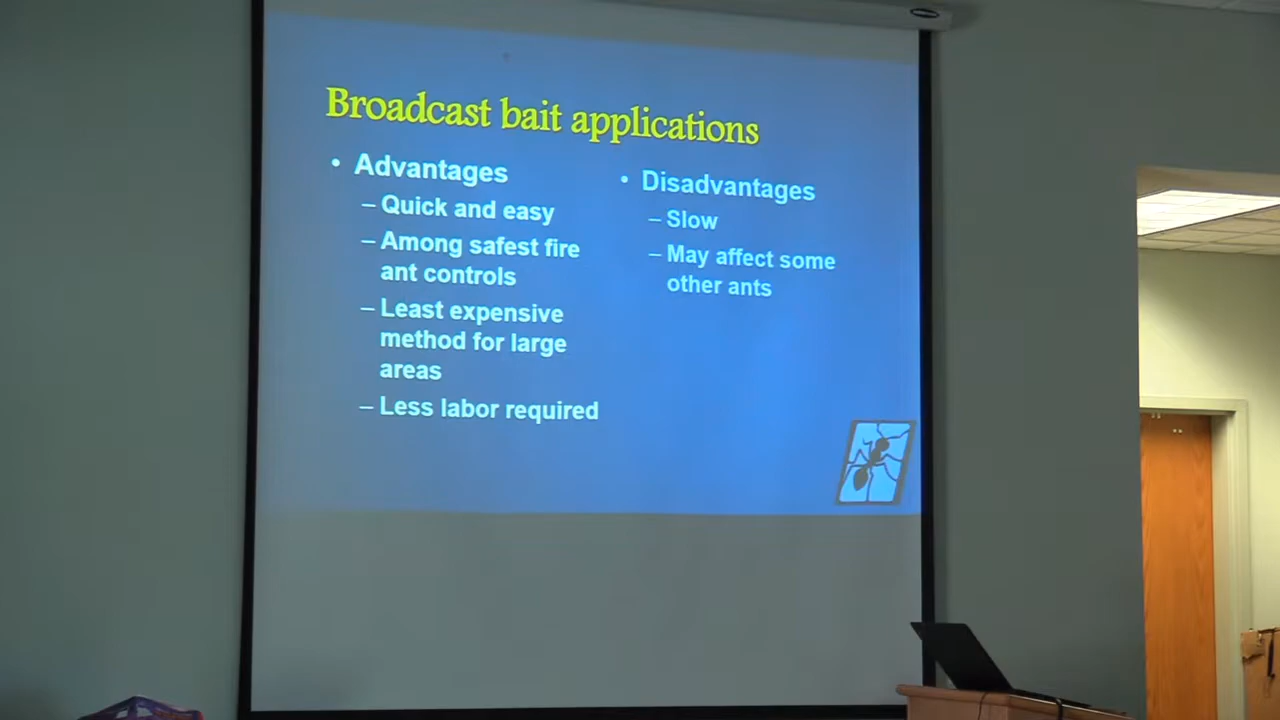 Broadcast bait applications
• Advantages
– Quick and easy
– Among safest fire
ant controls
– Least expensive
method for large
areas
– Less labor required
• Disadvantages
– Slow
– May affect some
other ants